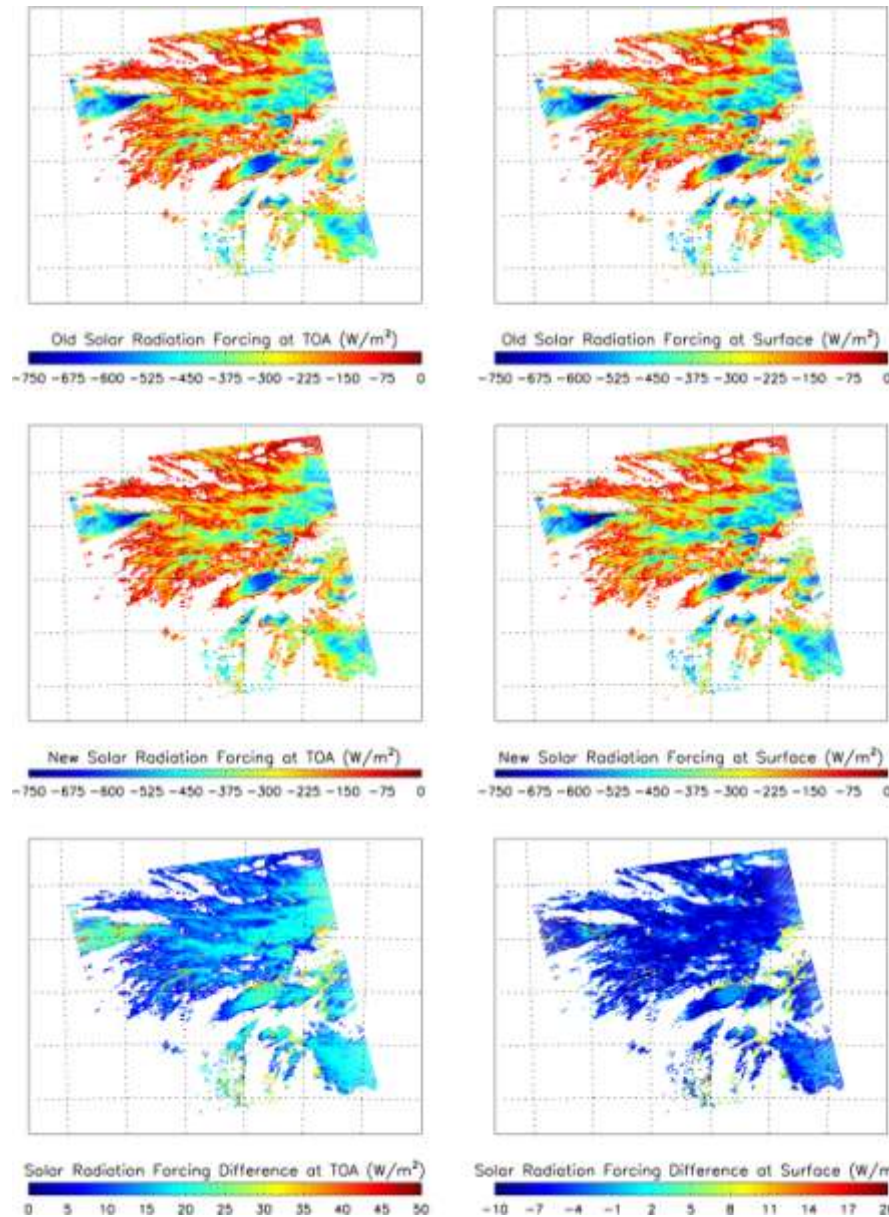 Old Solar Radiation Forcing at TOA (W/m²)
-750 -675 -600 -525 -450 -375 -300 -225 -150 -75 0
Old Solar Radiation Forcing at Surface (W/m²)
-750 -675 -600 -525 -450 -375 -300 -225 -150 -75 0
New Solar Radiation Forcing at TOA (W/m²)
-750 -675 -600 -525 -450 -375 -300 -225 -150 -75 0
New Solar Radiation Forcing at Surface (W/m²)
-750 -675 -600 -525 -450 -375 -300 -225 -150 -75 0
Solar Radiation Forcing Difference at TOA (W/m²)
0 5 10 15 20 25 30 35 40 45 50
Solar Radiation Forcing Difference at Surface (W/m
-10 -7 -4 -1 2 5 8 11 14 17